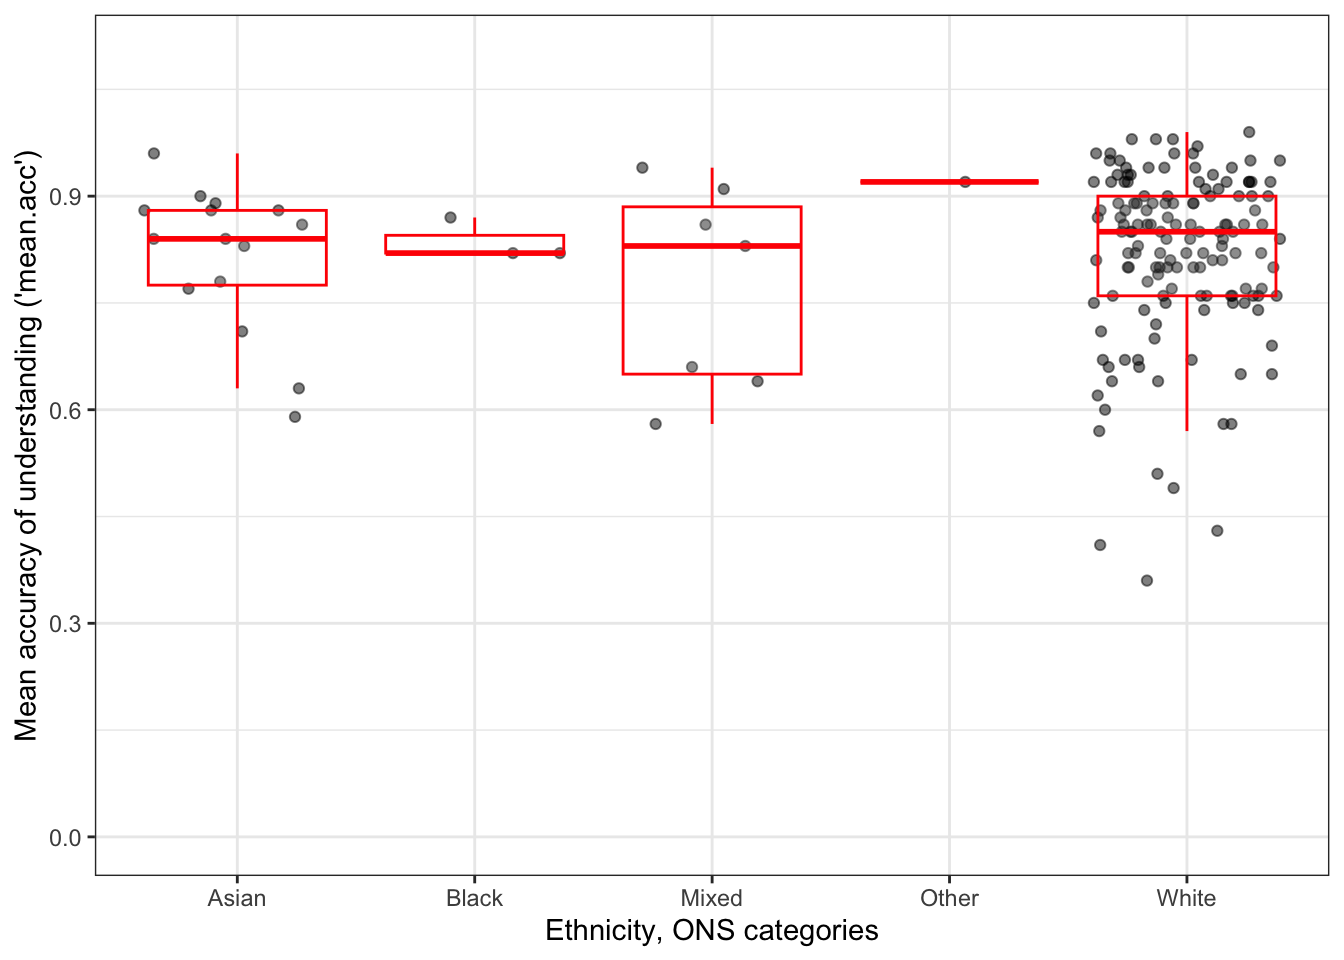 Mean accuracy of understanding ('mean.acc')
0.9
0.6
0.3
0.0
Asian Black Mixed Other White
Ethnicity, ONS categories